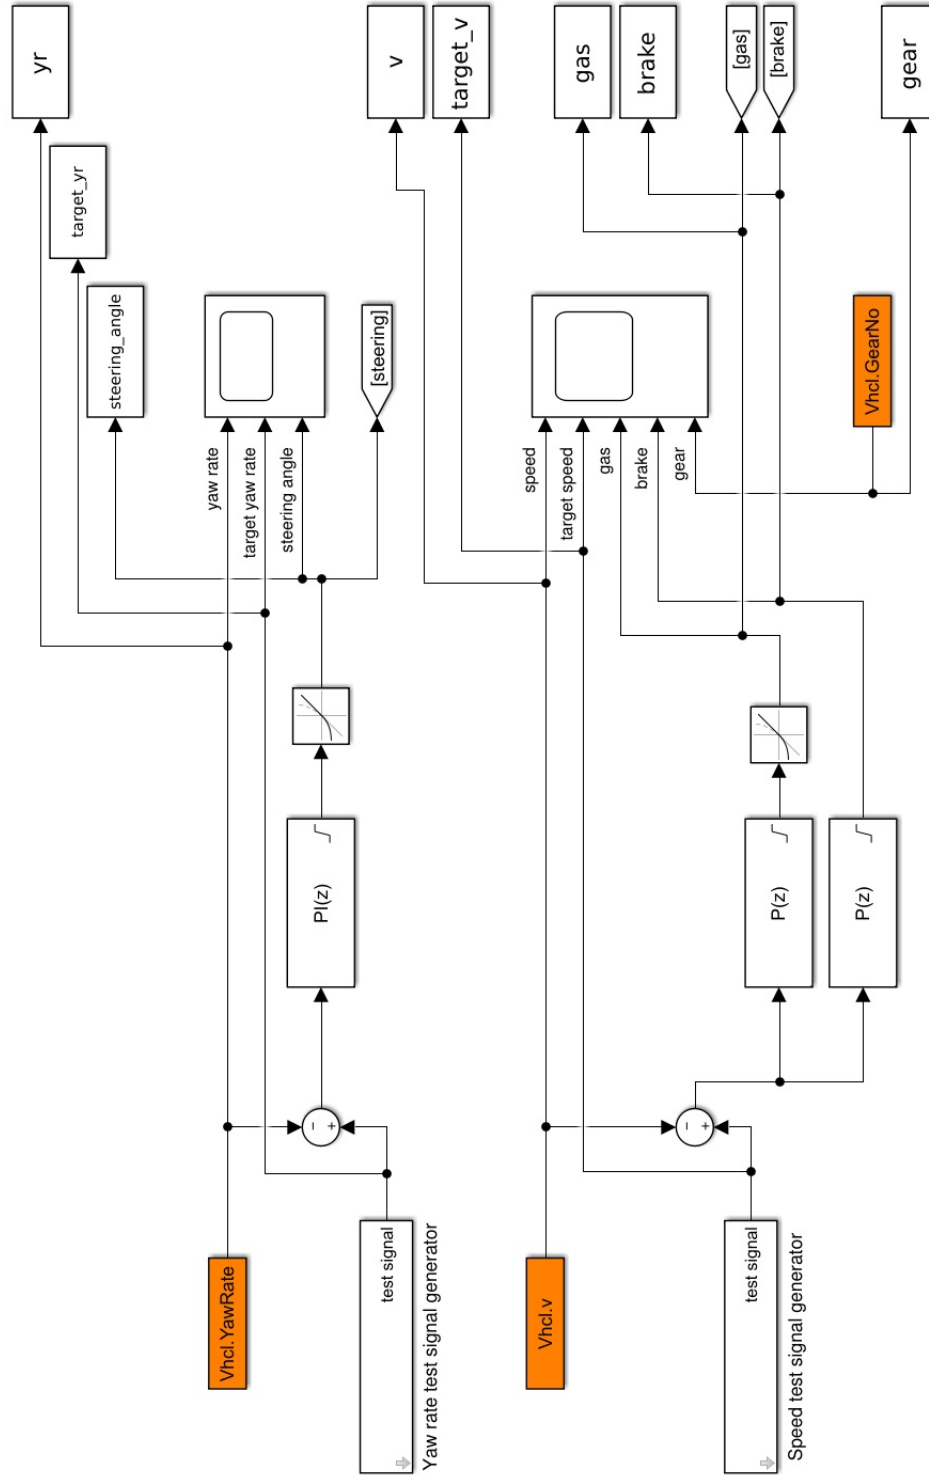 Vhcl.YawRate
test signal
Yaw rate test signal generator
−
+
PI(z)
yaw rate
target yaw rate
steering angle
steering_angle
target_yr
yr
[steering]
Vhcl.v
test signal
Speed test signal generator
−
+
P(z)
P(z)
speed
target speed
gas
brake
gear
v
target_v
gas
brake
[gas]
[brake]
Vhcl.GearNo
gear